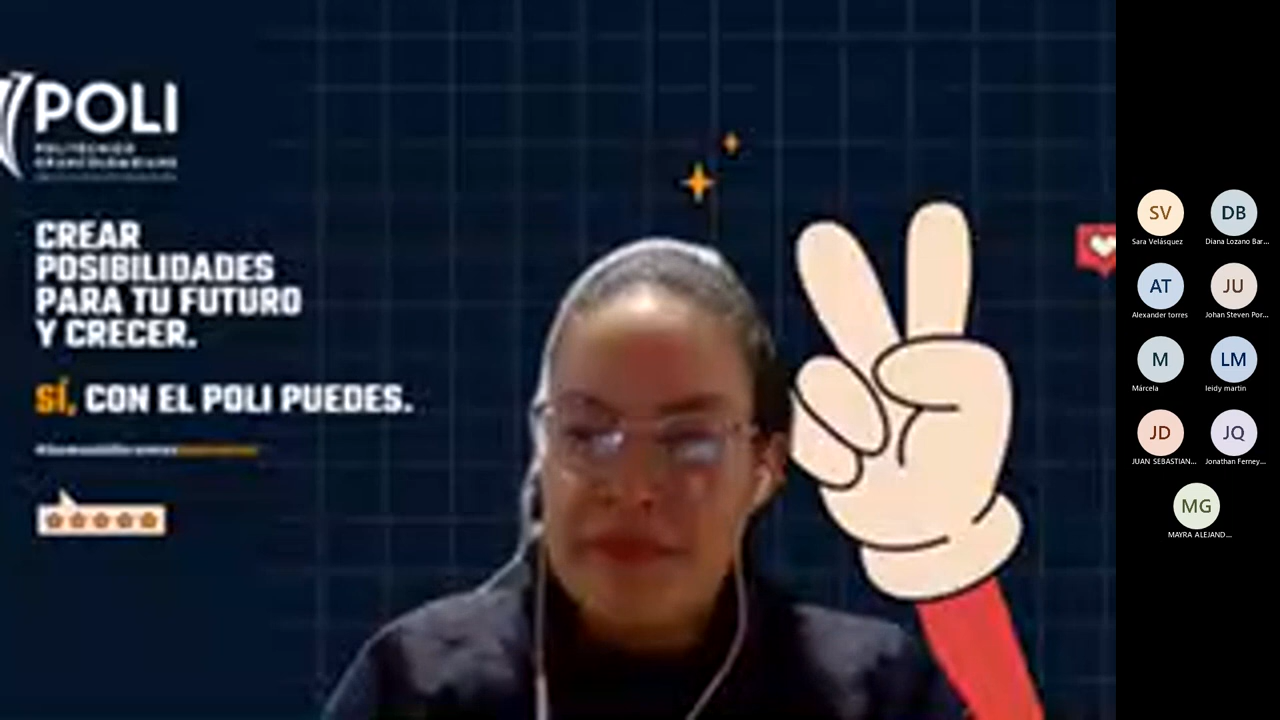 POLI
POLITÉCNICO
GRANCOLOMBIANO
CREAR
POSIBILIDADES
PARA TU FUTURO
Y CRECER.
SÍ, CON EL POLI PUEDES.
SV
Sara Velásquez
DB
Diana Lozano Bar...
AT
Alexander torres
JU
Johan Steven Por...
M
Márcela
LM
leidy martin
JD
JUAN SEBASTIAN...
JQ
Jonathan Ferney...
MG
MAYRA ALEJAND...